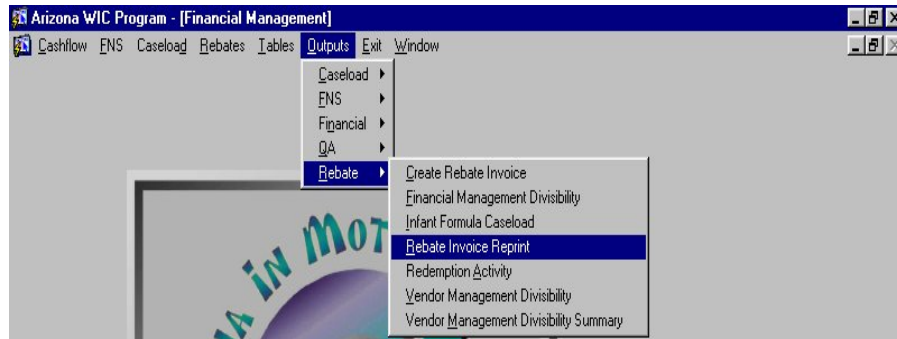 Arizona WIC Program - [Financial Management]
Cashflow FNS Caseload Rebates Tables Outputs Exit Window
Caseload
FNS
Financial
QA
Rebate
Create Rebate Invoice
Financial Management Divisibility
Infant Formula Caseload
Rebate Invoice Reprint
Redemption Activity
Vendor Management Divisibility
Vendor Management Divisibility Summary
IN